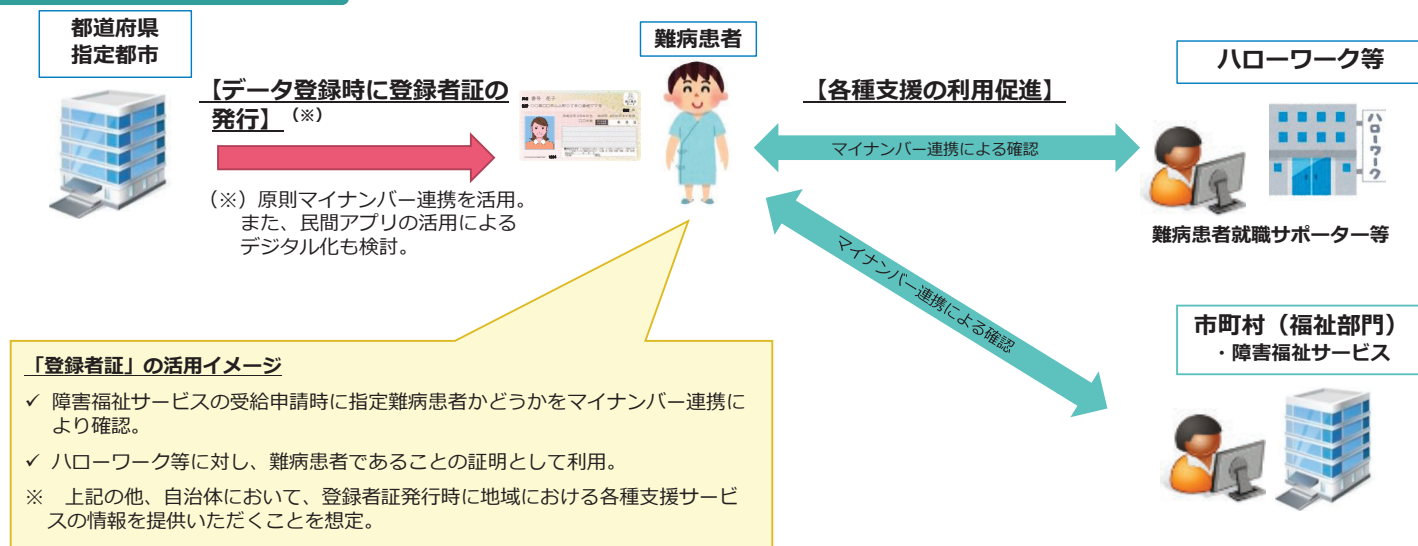 都道府県
指定都市
難病患者
ハローワーク等
【データ登録時に登録者証の
発行】（※）
【各種支援の利用促進】
マイナンバー連携による確認
ハローワーク
（※）原則マイナンバー連携を活用。
また、民間アプリの活用による
デジタル化も検討。
難病患者就職サポーター等
マイナンバー連携による確認
市町村（福祉部門）
・障害福祉サービス
「登録者証」の活用イメージ
✓ 障害福祉サービスの受給申請時に指定難病患者かどうかをマイナンバー連携に
より確認。
✓ ハローワーク等に対し、難病患者であることの証明として利用。
※　上記の他、自治体において、登録者証発行時に地域における各種支援サービ
スの情報を提供いただくことを想定。